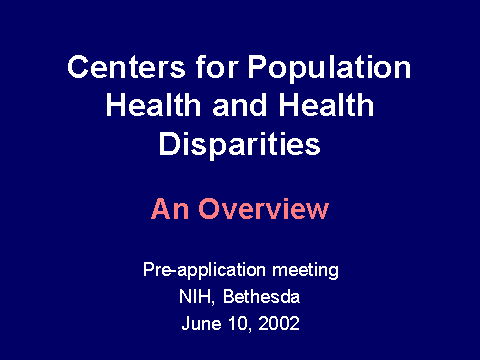 Centers for Population
Health and Health
Disparities
An Overview
Pre-application meeting
NIH, Bethesda
June 10, 2002